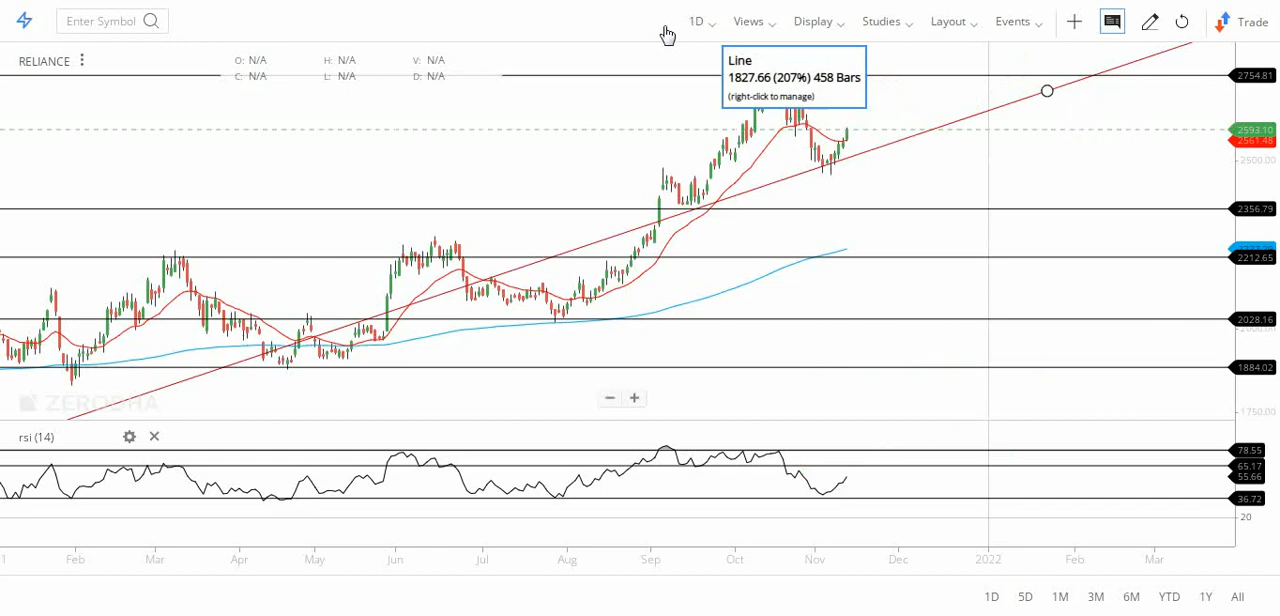 Enter Symbol 1D Views Display Studies Layout Events Trade
RELIANCE O: N/A H: N/A V: N/A
C: N/A L: N/A D: N/A
Line
1827.66 (207%) 458 Bars
(right-click to manage)
2754.81
2593.10
2561.48
2500.00
2356.79
2212.65
2028.16
1884.02
ZERODHA
1750.00
rsi (14)
78.55
65.17
55.66
36.72
20
Feb Mar Apr May Jun Jul Aug Sep Oct Nov Dec 2022 Feb Mar
1D 5D 1M 3M 6M YTD 1Y All